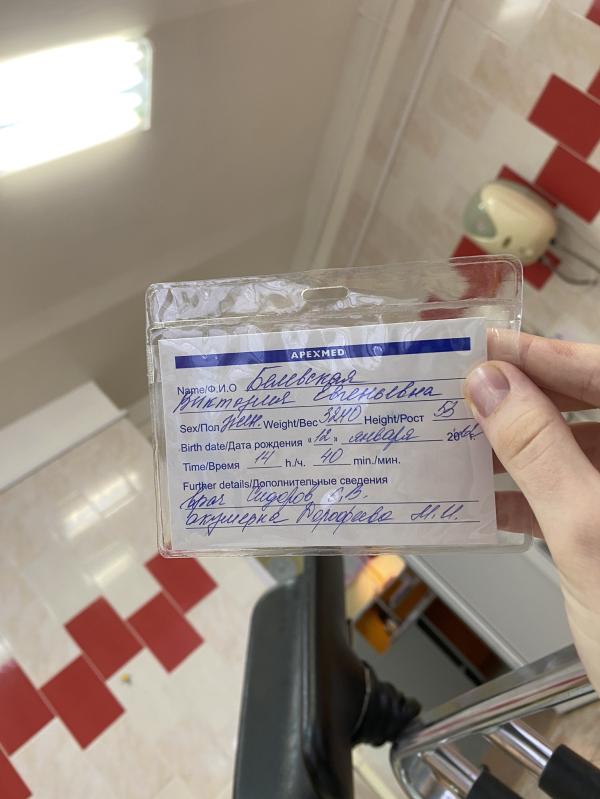 APEXMED
Name/Ф.И.О Белевская
Виктория Евгеньевна
Sex/Пол жен. Weight/Вес 3240 Height/Рост 53
Birth date/Дата рождения «12» января 20 г.
Time/Время 14 h./ч. 40 min./мин.
Further details/Дополнительные сведения
врач Сидоров В.
акушерка Дорофеева М.И.